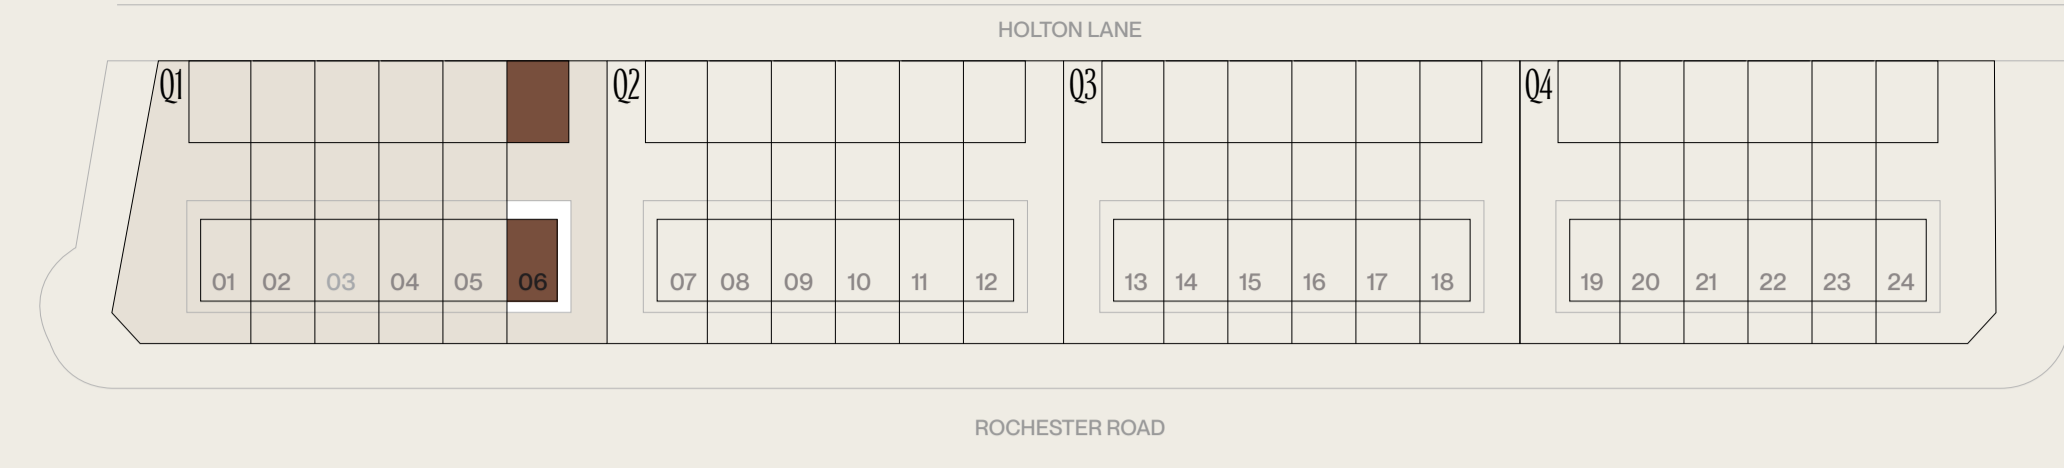 HOLTON LANE
Q1 Q2 Q3 Q4
01 02 03 04 05 06 07 08 09 10 11 12 13 14 15 16 17 18 19 20 21 22 23 24
ROCHESTER ROAD